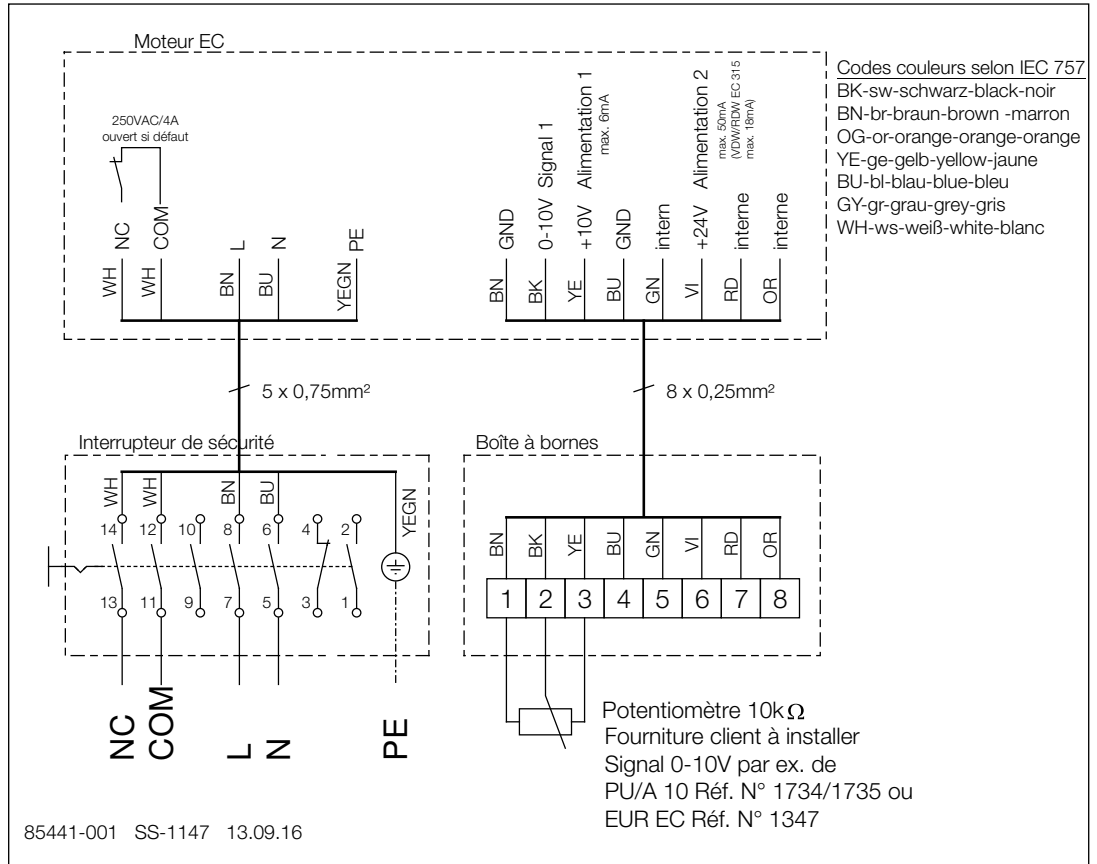 Moteur EC
250VAC/4A
ouvert si défaut
NC
COM
L
N
PE
WH
WH
BN
BU
YEGN
GND
0-10V Signal 1
+10V Alimentation 1
max. 6mA
GND
intern
+24V Alimentation 2
max. 50mA
(VDW/RDW EC 315
max. 18mA)
interne
interne
BN
BK
YE
BU
GN
VI
RD
OR
Codes couleurs selon IEC 757
BK-sw-schwarz-black-noir
BN-br-braun-brown -marron
OG-or-orange-orange-orange
YE-ge-gelb-yellow-jaune
BU-bl-blau-blue-bleu
GY-gr-grau-grey-gris
WH-ws-weiß-white-blanc
5 x 0,75mm²
8 x 0,25mm²
Interrupteur de sécurité
WH
WH
BN
BU
YEGN
14
12
10
8
6
4
2
13
11
9
7
5
3
1
NC
COM
L
N
PE
Boîte à bornes
BN
BK
YE
BU
GN
VI
RD
OR
1
2
3
4
5
6
7
8
Potentiomètre 10kΩ
Fourniture client à installer
Signal 0-10V par ex. de
PU/A 10 Réf. N° 1734/1735 ou
EUR EC Réf. N° 1347
85441-001 SS-1147 13.09.16